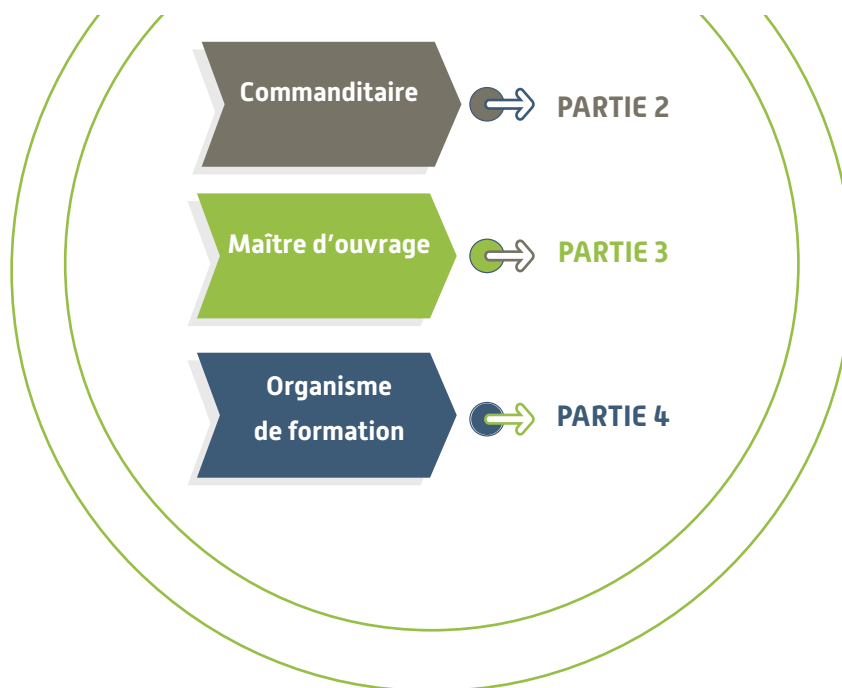 Commanditaire
PARTIE 2
Maître d'ouvrage
PARTIE 3
Organisme
de formation
PARTIE 4